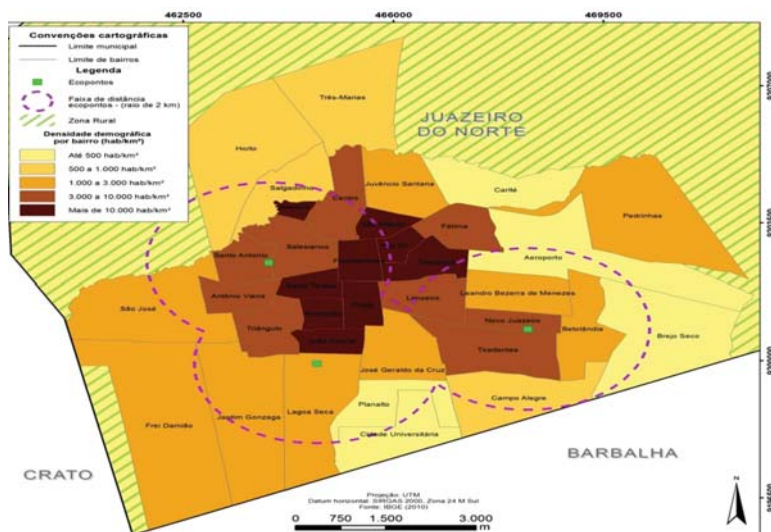 462500 466000 469500
Convenções cartográficas
Limite municipal
Limite de bairros
Legenda
Ecopontos
Faixa de distância
ecopontos - (raio de 2 km)
Zona Rural
Densidade demográfica
por bairro (hab/km²)
Até 500 hab/km²
500 a 1.000 hab/km²
1.000 a 3.000 hab/km²
3.000 a 10.000 hab/km²
Mais de 10.000 hab/km²
JUAZEIRO
DO NORTE
Três-Marias
Horto
Salgadinho
Juvêncio Santana
Carité
Pedrinhas
Fátima
Santo Antonio
Salesianos
Aeroporto
São José
Antônio Vieira
Leandro Bezerra de Menezes
Limoeiro
Triângulo
Novo Juazeiro
Betolândia
Brejo Seco
Tiradentes
José Geraldo da Cruz
Frei Damião
Jardim Gonzaga
Lagoa Seca
Planalto
Campo Alegre
Cidade Universitária
CRATO
BARBALHA
Projeção: UTM
Datum horizontal: SIRGAS 2000, Zona 24 M Sul
Fonte: IBGE (2010)
0 750 1.500 3.000
m
N